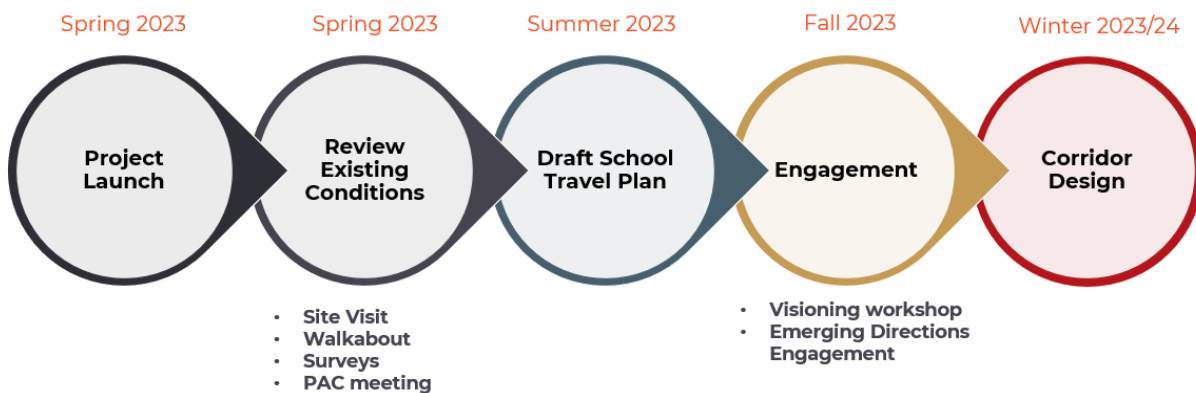 Spring 2023
Spring 2023
Summer 2023
Fall 2023
Winter 2023/24
Project
Launch
Review
Existing
Conditions
Draft School
Travel Plan
Engagement
Corridor
Design
• Site Visit
• Walkabout
• Surveys
• PAC meeting
• Visioning workshop
• Emerging Directions
Engagement